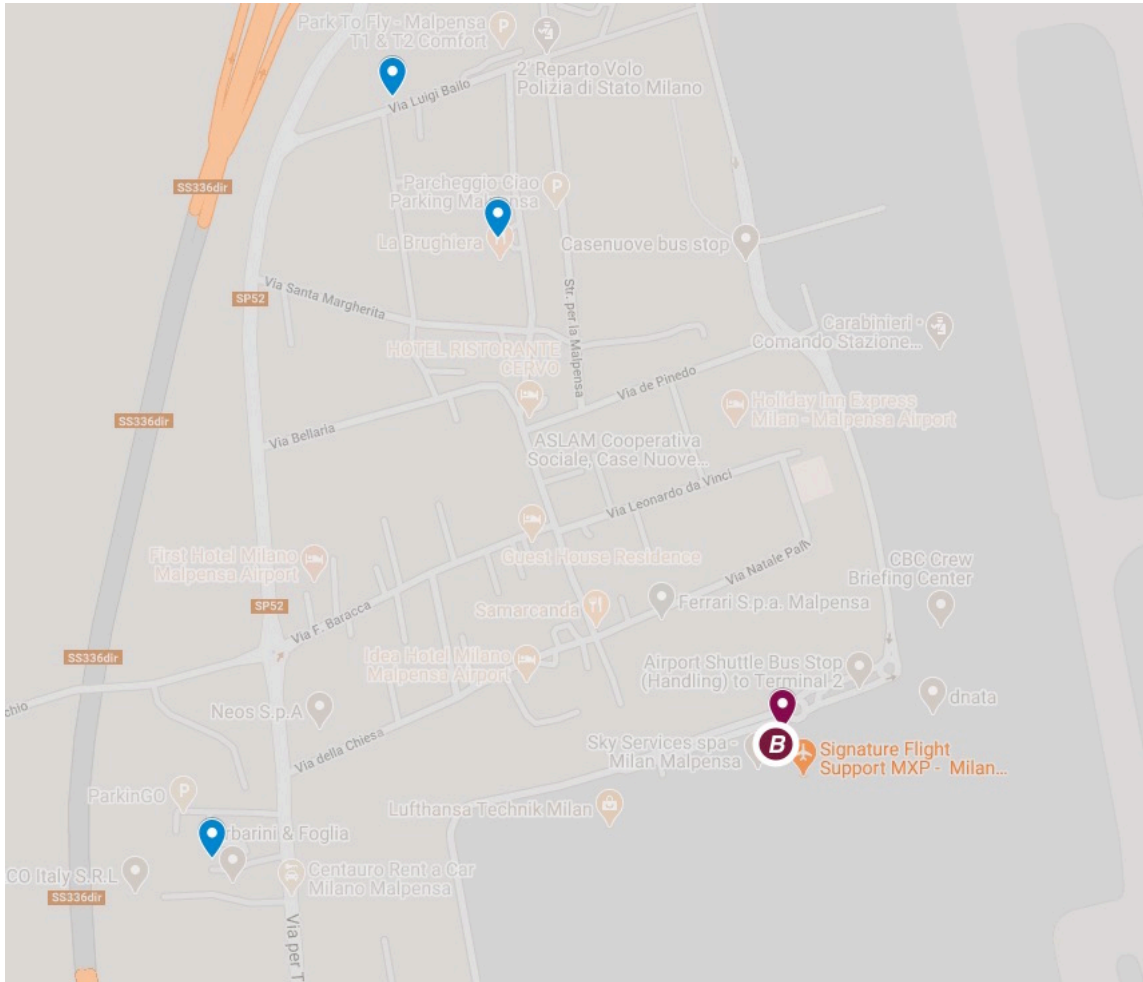 Park To Fly - Malpensa
T1 & T2 Comfort
2° Reparto Volo
Polizia di Stato Milano
Via Luigi Bailo
SS336dir
Parcheggio Ciao
Parking Malpensa
La Brughiera
Casenuove bus stop
Via Santa Margherita
SP52
Str. per la Malpensa
Carabinieri -
Comando Stazione...
HOTEL RISTORANTE
CERVO
Via de Pinedo
Holiday Inn Express
Milan - Malpensa Airport
SS336dir
Via Bellaria
ASLAM Cooperativa
Sociale, Case Nuove...
Via Leonardo da Vinci
First Hotel Milano
Malpensa Airport
Guest House Residence
Via Natale Palli
CBC Crew
Briefing Center
SP52
Via F. Baracca
Samarcanda
Ferrari S.p.a. Malpensa
SS336dir
Idea Hotel Milano
Malpensa Airport
Airport Shuttle Bus Stop
(Handling) to Terminal 2
dnata
chio
Neos S.p.A
Via della Chiesa
B
Sky Services spa -
Milan Malpensa
Signature Flight
Support MXP - Milan...
ParkinGO
Lufthansa Technik Milan
rbarini & Foglia
CO Italy S.R.L
Centauro Rent a Car
Milano Malpensa
SS336dir
Via per T